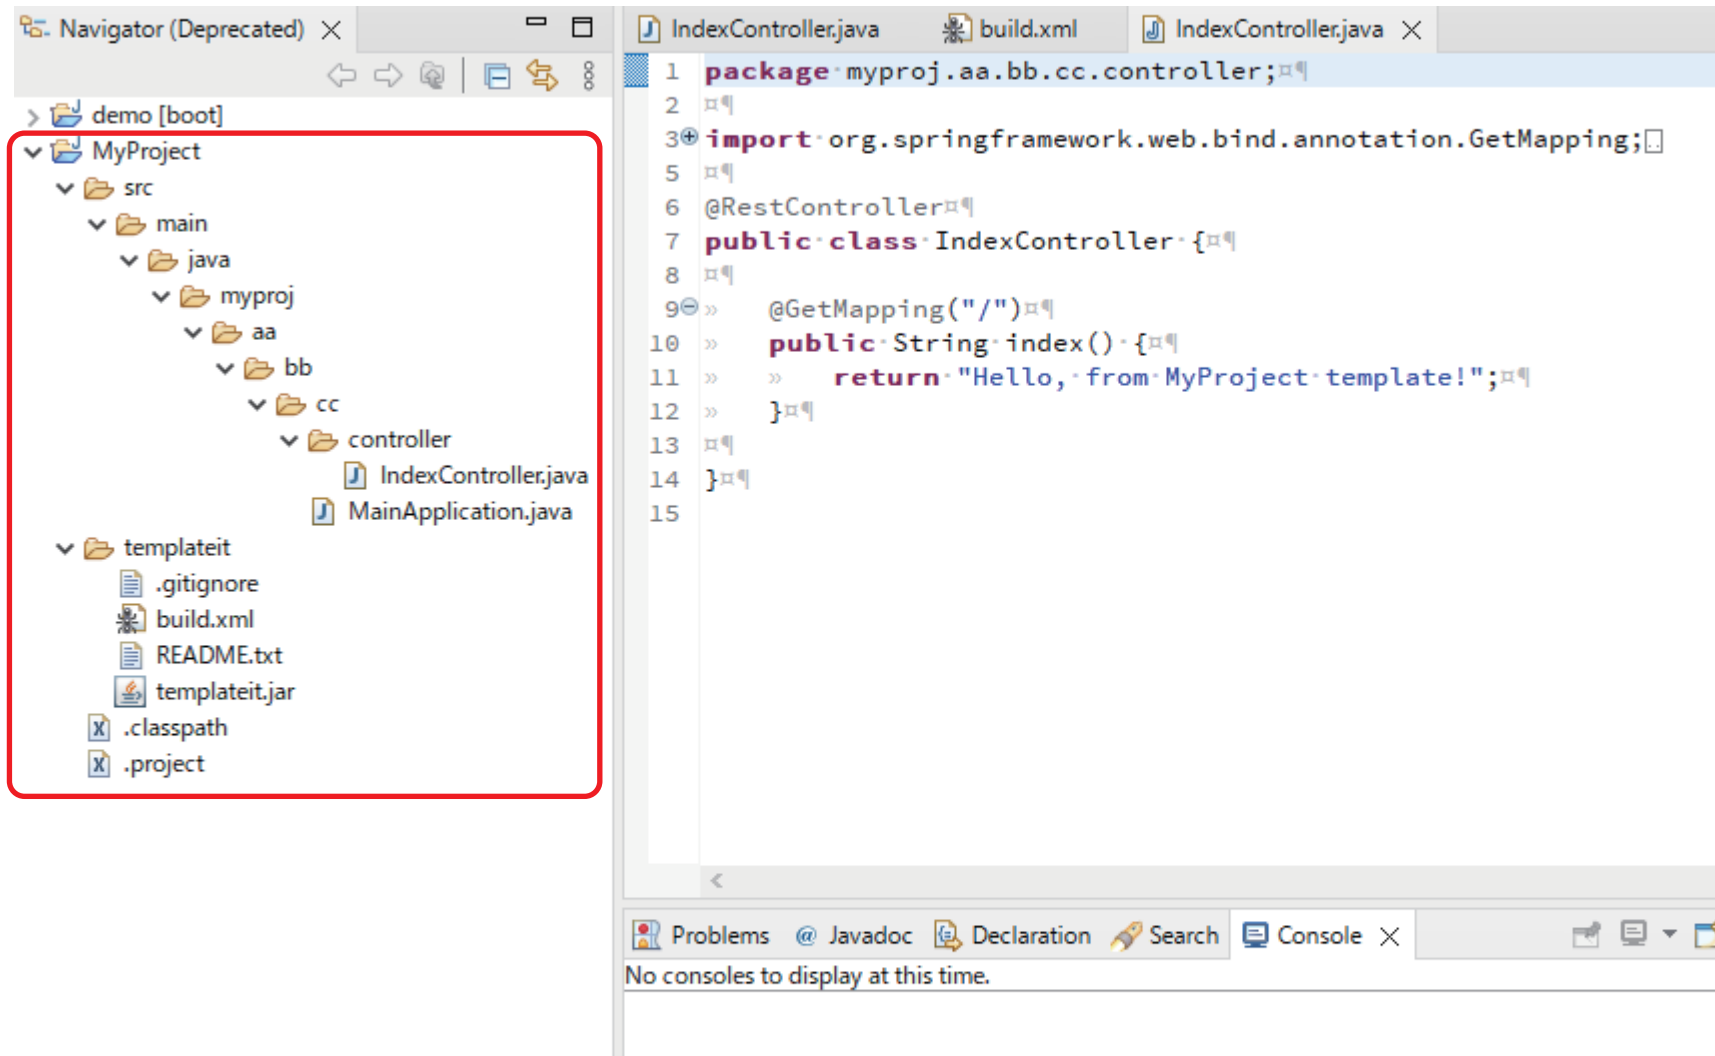 Navigator (Deprecated)
demo [boot]
MyProject
src
main
java
myproj
aa
bb
cc
controller
IndexController.java
MainApplication.java
templateit
.gitignore
build.xml
README.txt
templateit.jar
.classpath
.project
IndexController.java build.xml IndexController.java
1 package myproj.aa.bb.cc.controller;
2
3 import org.springframework.web.bind.annotation.GetMapping;
5
6 @RestController
7 public class IndexController {
8
9 @GetMapping("/")
10 public String index() {
11 return "Hello, from MyProject template!";
12 }
13
14 }
15
Problems @ Javadoc Declaration Search Console
No consoles to display at this time.